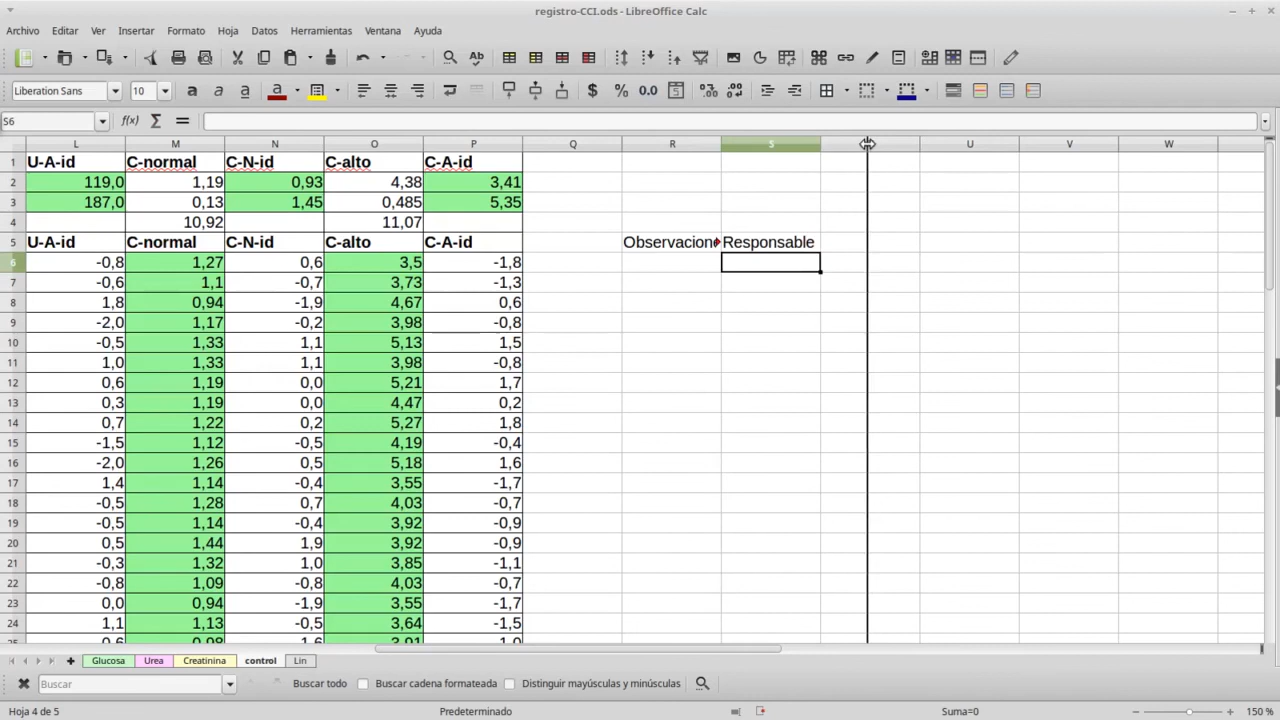 registro-CCI.ods - LibreOffice Calc
Archivo Editar Ver Insertar Formato Hoja Datos Herramientas Ventana Ayuda
Liberation Sans 10
S6
L M N O P Q R S U V W
1 U-A-id C-normal C-N-id C-alto C-A-id
2 119,0 1,19 0,93 4,38 3,41
3 187,0 0,13 1,45 0,485 5,35
4 10,92 11,07
5 U-A-id C-normal C-N-id C-alto C-A-id Observacion Responsable
6 -0,8 1,27 0,6 3,5 -1,8
7 -0,6 1,1 -0,7 3,73 -1,3
8 1,8 0,94 -1,9 4,67 0,6
9 -2,0 1,17 -0,2 3,98 -0,8
10 -0,5 1,33 1,1 5,13 1,5
11 1,0 1,33 1,1 3,98 -0,8
12 0,6 1,19 0,0 5,21 1,7
13 0,3 1,19 0,0 4,47 0,2
14 0,7 1,22 0,2 5,27 1,8
15 -1,5 1,12 -0,5 4,19 -0,4
16 -2,0 1,26 0,5 5,18 1,6
17 1,4 1,14 -0,4 3,55 -1,7
18 -0,5 1,28 0,7 4,03 -0,7
19 -0,5 1,14 -0,4 3,92 -0,9
20 0,5 1,44 1,9 3,92 -0,9
21 -0,3 1,32 1,0 3,85 -1,1
22 -0,8 1,09 -0,8 4,03 -0,7
23 0,0 0,94 -1,9 3,55 -1,7
24 1,1 1,13 -0,5 3,64 -1,5
Glucosa Urea Creatinina control Lin
Buscar Buscar todo Buscar cadena formateada Distinguir mayúsculas y minúsculas
Hoja 4 de 5 Predeterminado Suma=0 150 %